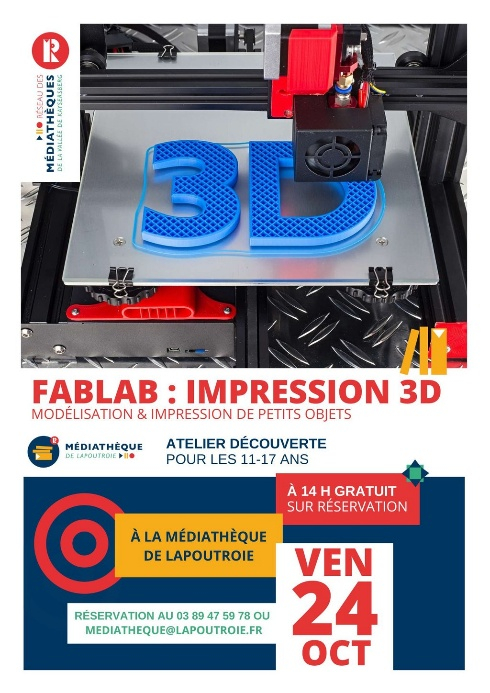 RÉSEAU DES
MÉDIATHÈQUES
DE LA VALLÉE DE KAYSERSBERG
3D
FABLAB : IMPRESSION 3D
MODÉLISATION & IMPRESSION DE PETITS OBJETS
MÉDIATHÈQUE
DE LAPOUTROIE
ATELIER DÉCOUVERTE
POUR LES 11-17 ANS
À 14 H GRATUIT
SUR RÉSERVATION
À LA MÉDIATHÈQUE
DE LAPOUTROIE
VEN
24
OCT
RÉSERVATION AU 03 89 47 59 78 OU
MEDIATHEQUE@LAPOUTROIE.FR